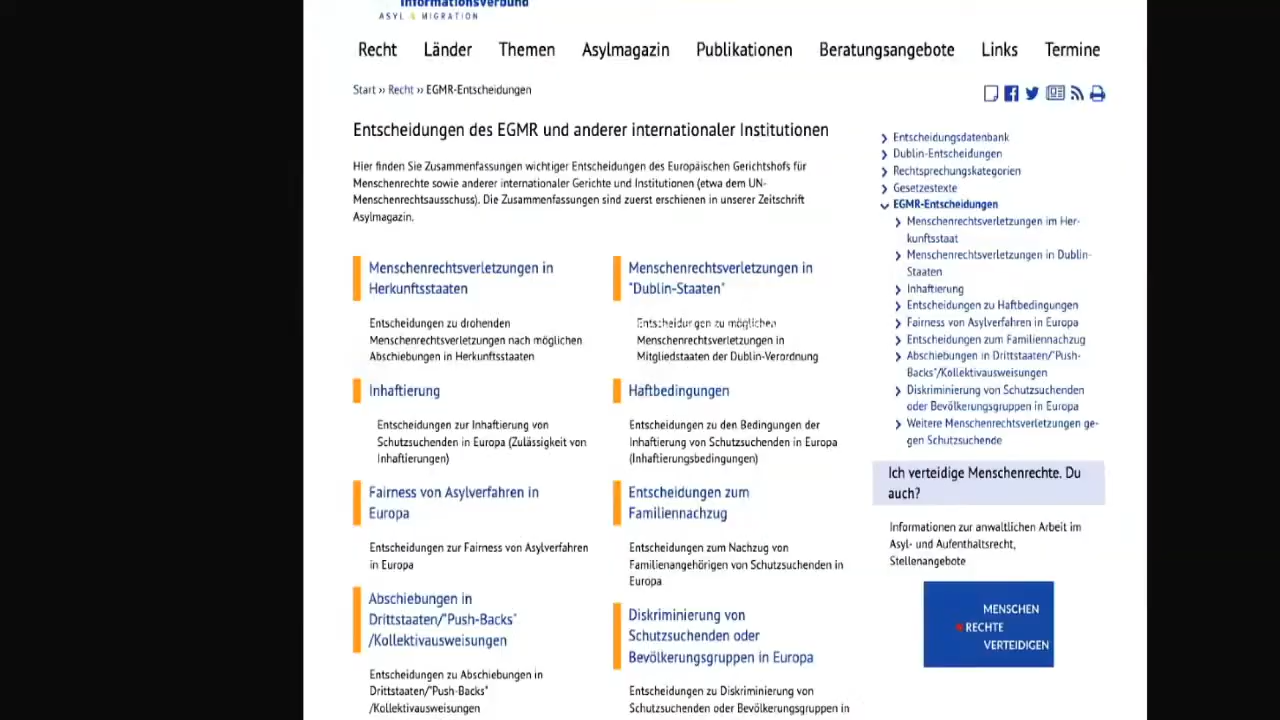 Informationsverbund
ASYL & MIGRATION
Recht Länder Themen Asylmagazin Publikationen Beratungsangebote Links Termine
Start ›› Recht ›› EGMR-Entscheidungen
Entscheidungen des EGMR und anderer internationaler Institutionen
Hier finden Sie Zusammenfassungen wichtiger Entscheidungen des Europäischen Gerichtshofs für
Menschenrechte sowie anderer internationaler Gerichte und Institutionen (etwa dem UN-
Menschenrechtsausschuss). Die Zusammenfassungen sind zuerst erschienen in unserer Zeitschrift
Asylmagazin.
Menschenrechtsverletzungen in
Herkunftsstaaten
Entscheidungen zu drohenden
Menschenrechtsverletzungen nach möglichen
Abschiebungen in Herkunftsstaaten
Menschenrechtsverletzungen in
"Dublin-Staaten"
Entscheidungen zu möglichen
Menschenrechtsverletzungen in
Mitgliedstaaten der Dublin-Verordnung
Inhaftierung
Entscheidungen zur Inhaftierung von
Schutzsuchenden in Europa (Zulässigkeit von
Inhaftierungen)
Haftbedingungen
Entscheidungen zu den Bedingungen der
Inhaftierung von Schutzsuchenden in Europa
(Inhaftierungsbedingungen)
Fairness von Asylverfahren in
Europa
Entscheidungen zur Fairness von Asylverfahren
in Europa
Entscheidungen zum
Familiennachzug
Entscheidungen zum Nachzug von
Familienangehörigen von Schutzsuchenden in
Europa
Abschiebungen in
Drittstaaten/"Push-Backs"
/Kollektivausweisungen
Entscheidungen zu Abschiebungen in
Drittstaaten/"Push-Backs"
/Kollektivausweisungen
Diskriminierung von
Schutzsuchenden oder
Bevölkerungsgruppen in Europa
Entscheidungen zu Diskriminierung von
Schutzsuchenden oder Bevölkerungsgruppen in
Entscheidungsdatenbank
Dublin-Entscheidungen
Rechtsprechungskategorien
Gesetzestexte
EGMR-Entscheidungen
Menschenrechtsverletzungen im Her-
kunftsstaat
Menschenrechtsverletzungen in Dublin-
Staaten
Inhaftierung
Entscheidungen zu Haftbedingungen
Fairness von Asylverfahren in Europa
Entscheidungen zum Familiennachzug
Abschiebungen in Drittstaaten/"Push-
Backs"/Kollektivausweisungen
Diskriminierung von Schutzsuchenden
oder Bevölkerungsgruppen in Europa
Weitere Menschenrechtsverletzungen ge-
gen Schutzsuchende
Ich verteidige Menschenrechte. Du
auch?
Informationen zur anwaltlichen Arbeit im
Asyl- und Aufenthaltsrecht,
Stellenangebote
MENSCHEN
RECHTE
VERTEIDIGEN